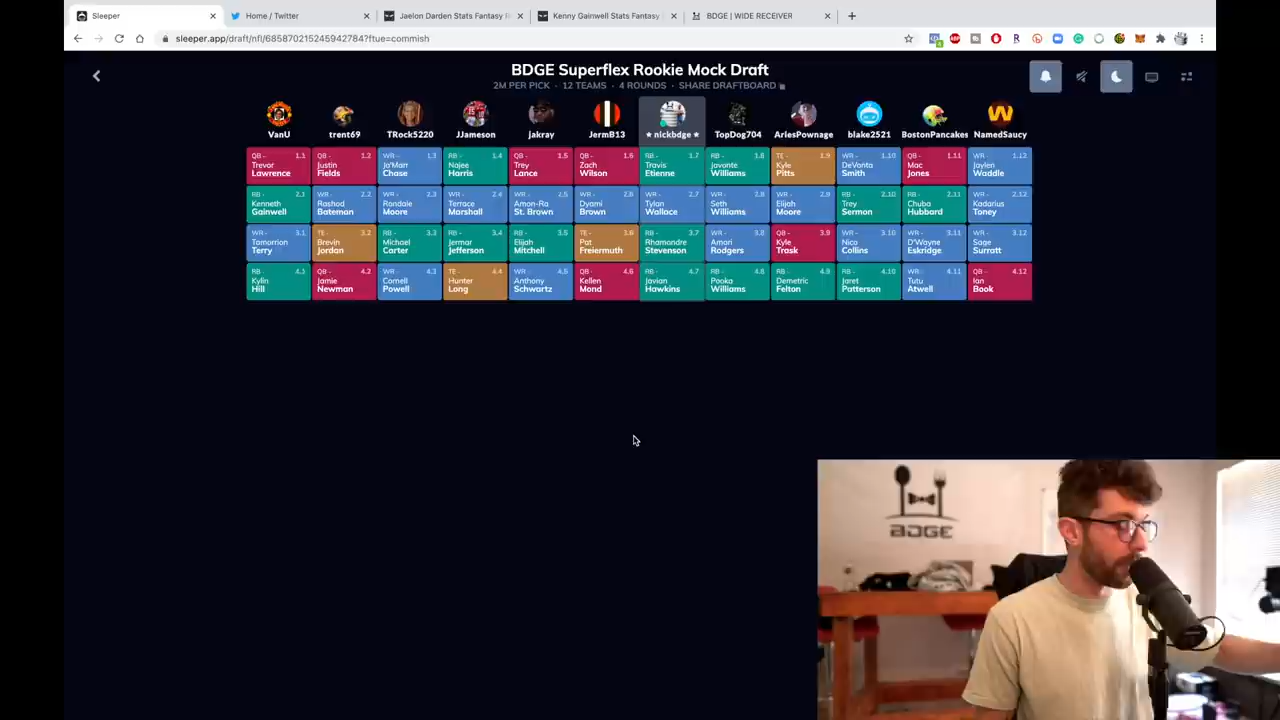 Sleeper
Home / Twitter
Jaelon Darden Stats Fantasy R
Kenny Gainwell Stats Fantasy
BDGE | WIDE RECEIVER
sleeper.app/draft/nfl/685870215245942784?ftue=commish
BDGE Superflex Rookie Mock Draft
2M PER PICK · 12 TEAMS · 4 ROUNDS · SHARE DRAFTBOARD
VanU trent69 TRock5220 JJameson jakray JermB13 ★ nickbdge ★ TopDog704 AriesPownage blake2521 BostonPancakes NamedSaucy
QB - 1.1 QB - 1.2 WR - 1.3 RB - 1.4 QB - 1.5 QB - 1.6 RB - 1.7 RB - 1.8 TE - 1.9 WR - 1.10 QB - 1.11 WR - 1.12
Trevor Justin Ja'Marr Najee Trey Zach Travis Javonte Kyle DeVonta Mac Jaylen
Lawrence Fields Chase Harris Lance Wilson Etienne Williams Pitts Smith Jones Waddle
RB - 2.1 WR - 2.2 WR - 2.3 WR - 2.4 WR - 2.5 WR - 2.6 WR - 2.7 WR - 2.8 WR - 2.9 RB - 2.10 RB - 2.11 WR - 2.12
Kenneth Rashod Rondale Terrace Amon-Ra Dyami Tylan Seth Elijah Trey Chuba Kadarius
Gainwell Bateman Moore Marshall St. Brown Brown Wallace Williams Moore Sermon Hubbard Toney
WR - 3.1 TE - 3.2 RB - 3.3 RB - 3.4 RB - 3.5 TE - 3.6 RB - 3.7 WR - 3.8 QB - 3.9 WR - 3.10 WR - 3.11 WR - 3.12
Tamorrion Brevin Michael Jermar Elijah Pat Rhamondre Amari Kyle Nico D'Wayne Sage
Terry Jordan Carter Jefferson Mitchell Freiermuth Stevenson Rodgers Trask Collins Eskridge Surratt
RB - 4.1 QB - 4.2 WR - 4.3 TE - 4.4 WR - 4.5 QB - 4.6 RB - 4.7 RB - 4.8 RB - 4.9 RB - 4.10 WR - 4.11 QB - 4.12
Kylin Jamie Cornell Hunter Anthony Kellen Javian Pooka Demetric Jaret Tutu Ian
Hill Newman Powell Long Schwartz Mond Hawkins Williams Felton Patterson Atwell Book
BDGE